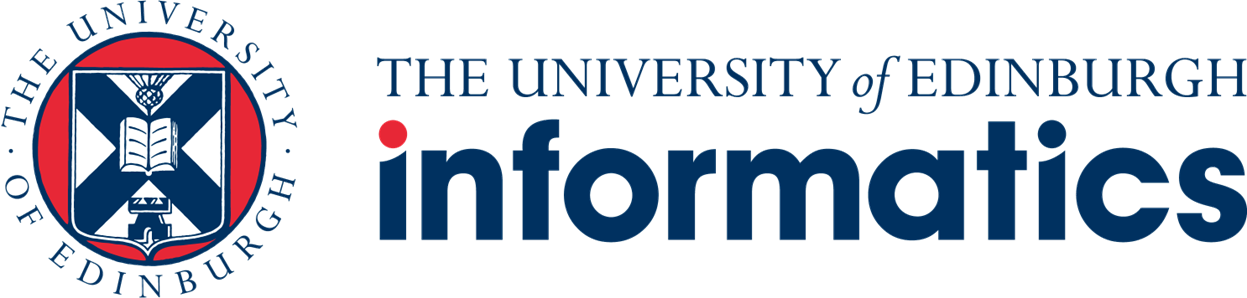 THE UNIVERSITY
OF EDINBURGH
THE UNIVERSITY of EDINBURGH
informatics